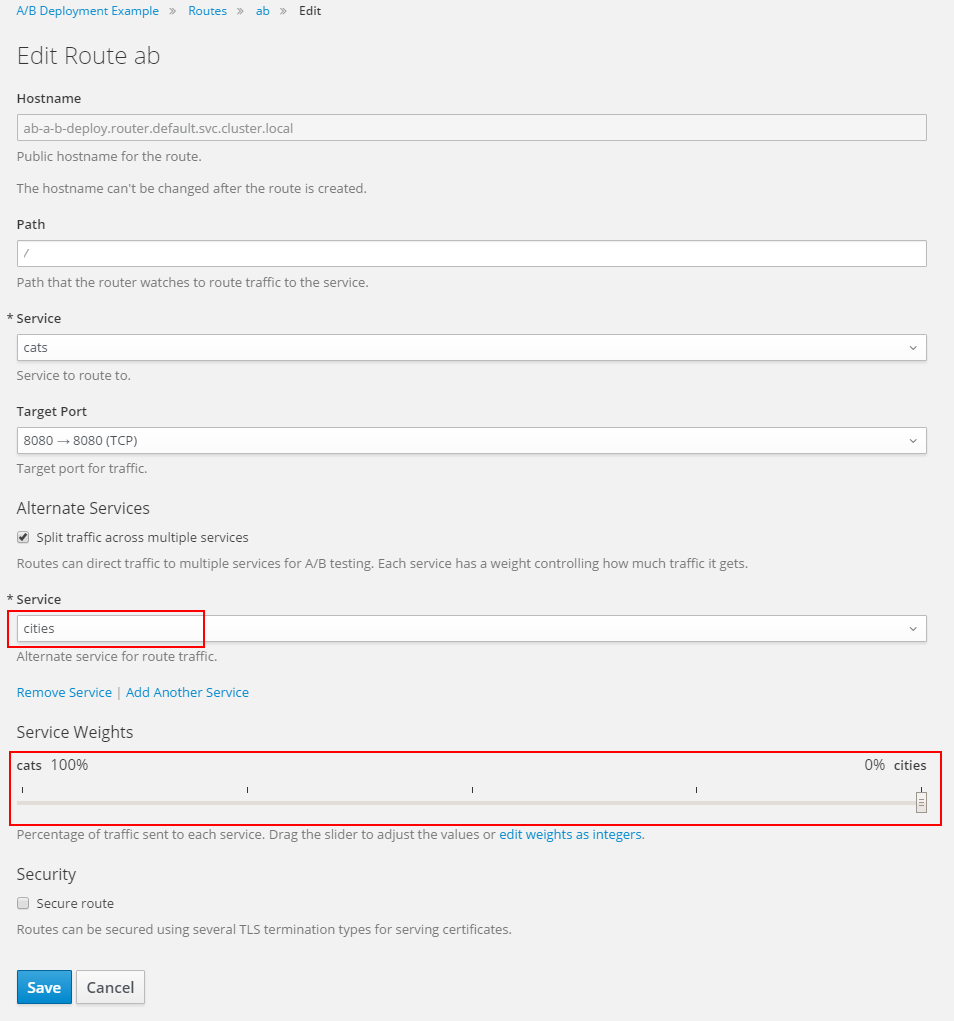 A/B Deployment Example » Routes » ab » Edit
Edit Route ab
Hostname
ab-a-b-deploy.router.default.svc.cluster.local
Public hostname for the route.
The hostname can't be changed after the route is created.
Path
/
Path that the router watches to route traffic to the service.
* Service
cats
Service to route to.
Target Port
8080 → 8080 (TCP)
Target port for traffic.
Alternate Services
Split traffic across multiple services
Routes can direct traffic to multiple services for A/B testing. Each service has a weight controlling how much traffic it gets.
* Service
cities
Alternate service for route traffic.
Remove Service | Add Another Service
Service Weights
cats 100% 0% cities
Percentage of traffic sent to each service. Drag the slider to adjust the values or edit weights as integers.
Security
Secure route
Routes can be secured using several TLS termination types for serving certificates.
Save Cancel